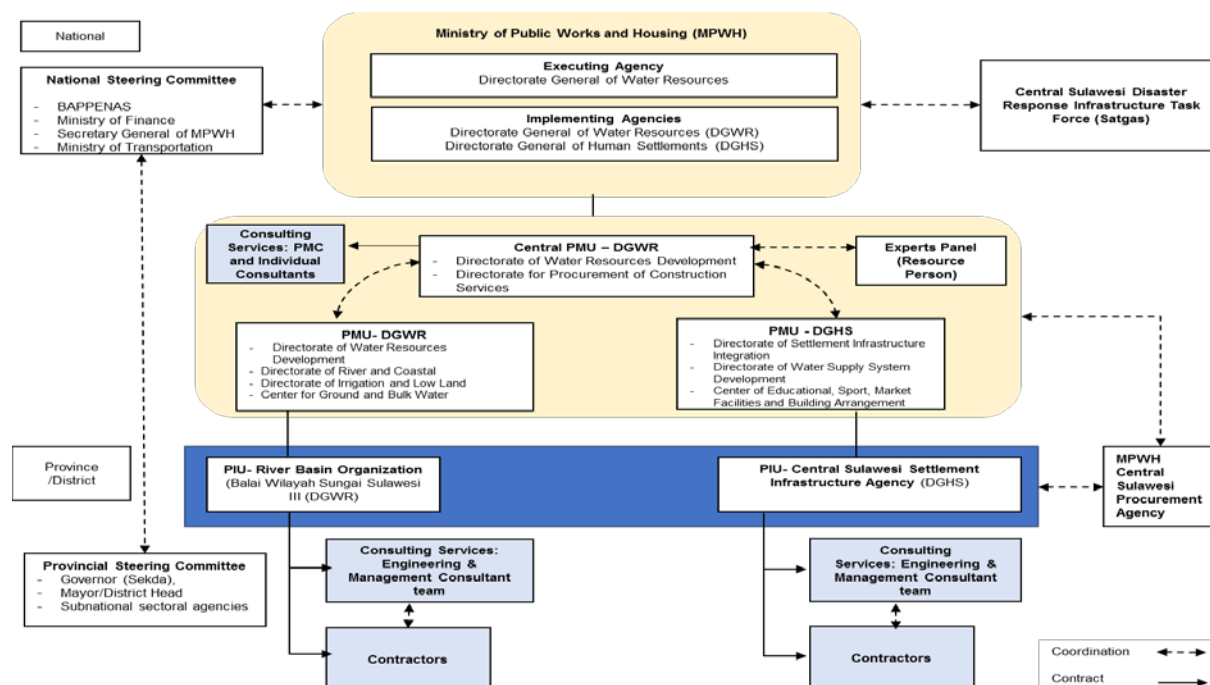 National
Ministry of Public Works and Housing (MPWH)
Executing Agency
Directorate General of Water Resources
Implementing Agencies
Directorate General of Water Resources (DGWR)
Directorate General of Human Settlements (DGHS)
National Steering Committee
- BAPPENAS
- Ministry of Finance
- Secretary General of MPWH
- Ministry of Transportation
Central Sulawesi Disaster
Response Infrastructure Task
Force (Satgas)
Consulting
Services: PMC
and Individual
Consultants
Central PMU – DGWR
- Directorate of Water Resources Development
- Directorate for Procurement of Construction
Services
Experts Panel
(Resource
Person)
PMU- DGWR
- Directorate of Water Resources
Development
- Directorate of River and Coastal
- Directorate of Irrigation and Low Land
- Center for Ground and Bulk Water
PMU - DGHS
- Directorate of Settlement Infrastructure
Integration
- Directorate of Water Supply System
Development
- Center of Educational, Sport, Market
Facilities and Building Arrangement
Province
/District
PIU- River Basin Organization
(Balai Wilayah Sungai Sulawesi
III (DGWR)
PIU- Central Sulawesi Settlement
Infrastructure Agency (DGHS)
MPWH
Central
Sulawesi
Procurement
Agency
Provincial Steering Committee
- Governor (Sekda),
- Mayor/District Head
- Subnational sectoral agencies
Consulting Services:
Engineering &
Management Consultant
team
Contractors
Consulting
Services: Engineering &
Management Consultant
team
Contractors
Coordination
Contract